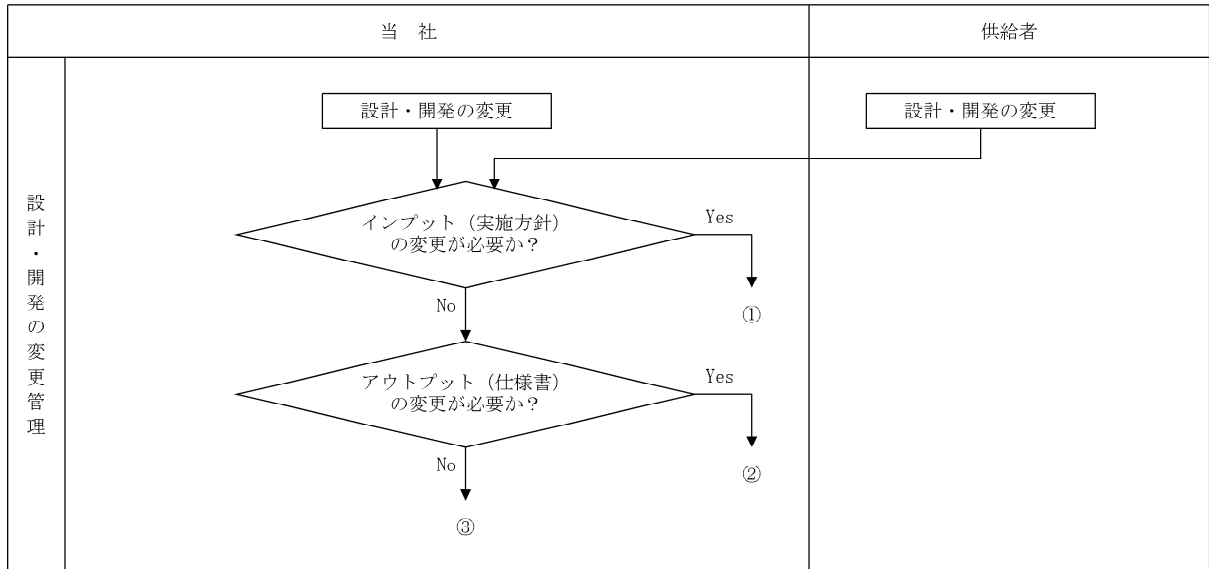 当　社
供給者
設計・開発の変更管理
設計・開発の変更
設計・開発の変更
インプット（実施方針）
の変更が必要か？
Yes
①
No
アウトプット（仕様書）
の変更が必要か？
Yes
②
No
③